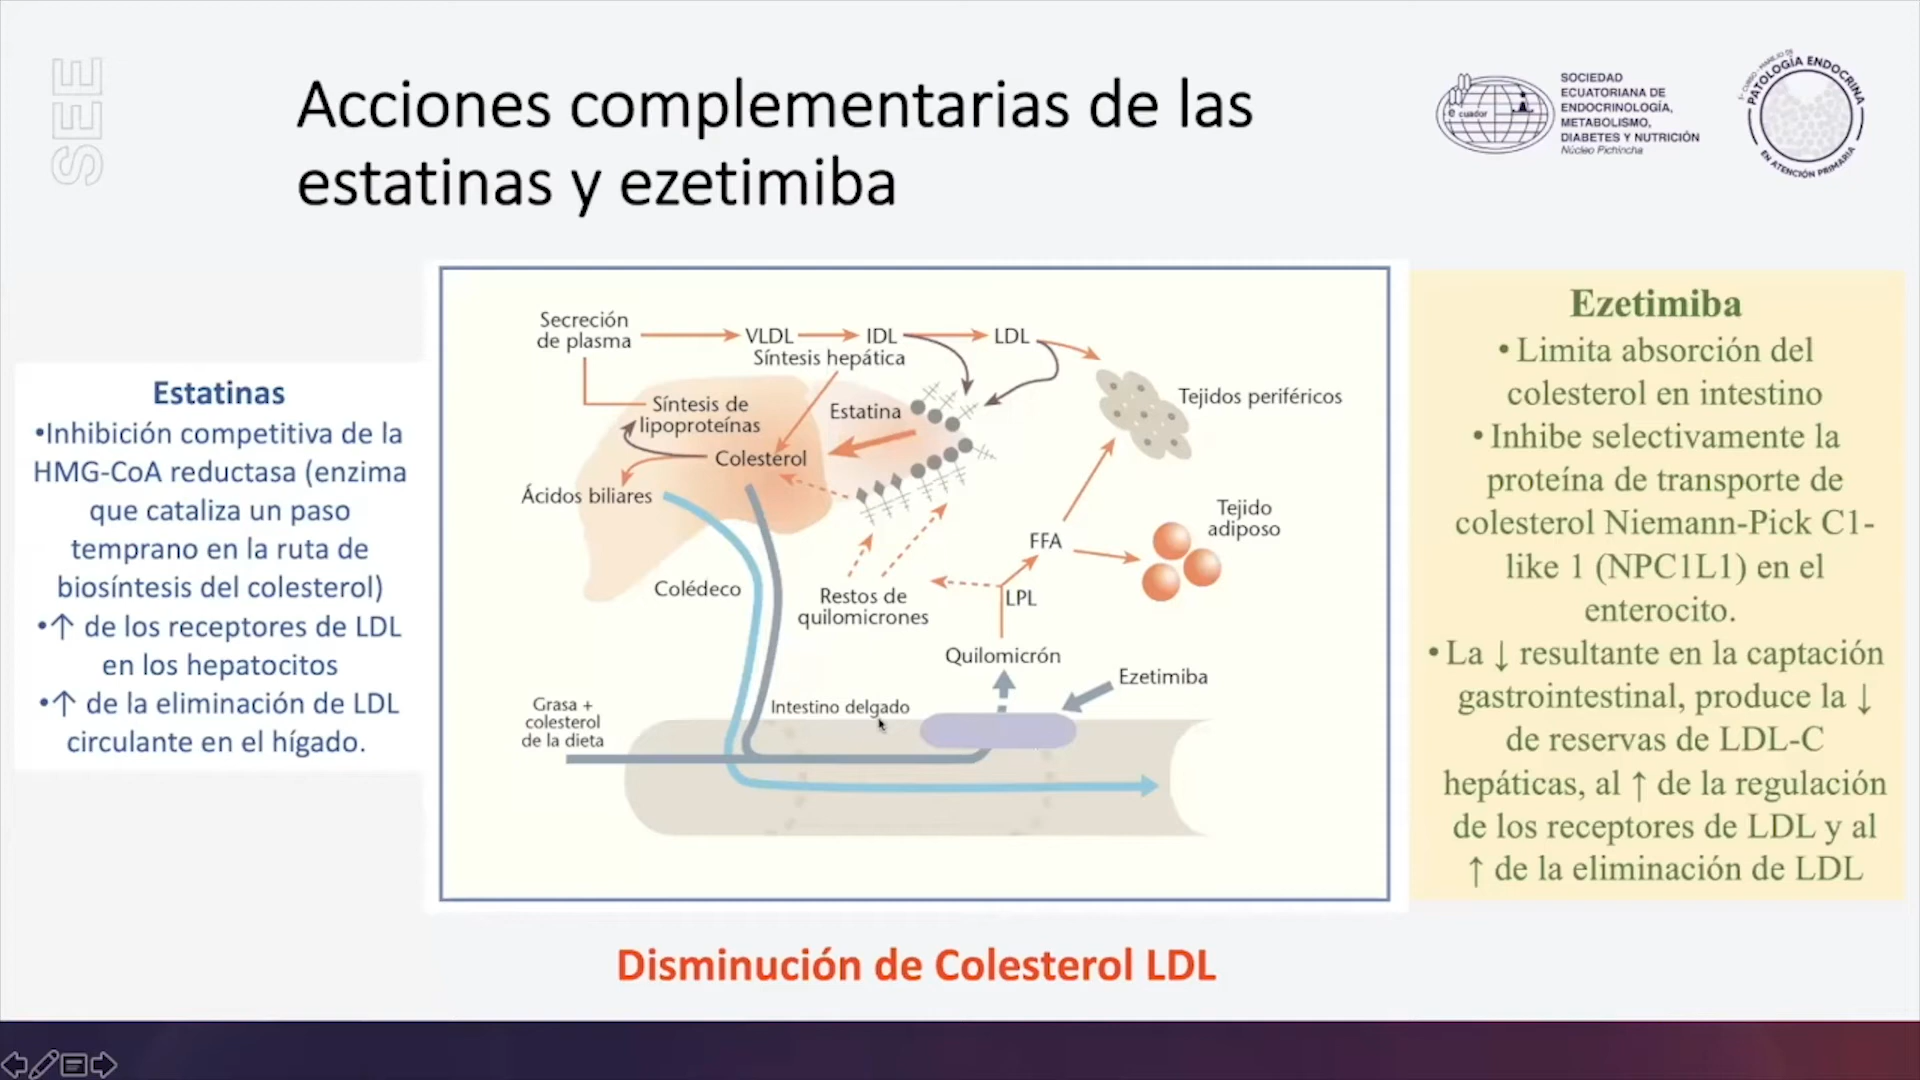 SEE
Acciones complementarias de las
estatinas y ezetimiba
e cuador
SOCIEDAD
ECUATORIANA DE
ENDOCRINOLOGÍA,
METABOLISMO,
DIABETES Y NUTRICIÓN
Núcleo Pichincha
PATOLOGÍA ENDOCRINA
EN ATENCIÓN PRIMARIA
Estatinas
•Inhibición competitiva de la
HMG-CoA reductasa (enzima
que cataliza un paso
temprano en la ruta de
biosíntesis del colesterol)
•↑ de los receptores de LDL
en los hepatocitos
•↑ de la eliminación de LDL
circulante en el hígado.
Secreción
de plasma
VLDL
IDL
LDL
Síntesis hepática
Síntesis de
lipoproteínas
Estatina
Tejidos periféricos
Colesterol
Ácidos biliares
Tejido
adiposo
FFA
Colédeco
Restos de
quilomicrones
LPL
Quilomicrón
Ezetimiba
Grasa +
colesterol
de la dieta
Intestino delgado
Ezetimiba
• Limita absorción del
colesterol en intestino
• Inhibe selectivamente la
proteína de transporte de
colesterol Niemann-Pick C1-
like 1 (NPC1L1) en el
enterocito.
• La ↓ resultante en la captación
gastrointestinal, produce la ↓
de reservas de LDL-C
hepáticas, al ↑ de la regulación
de los receptores de LDL y al
↑ de la eliminación de LDL
Disminución de Colesterol LDL